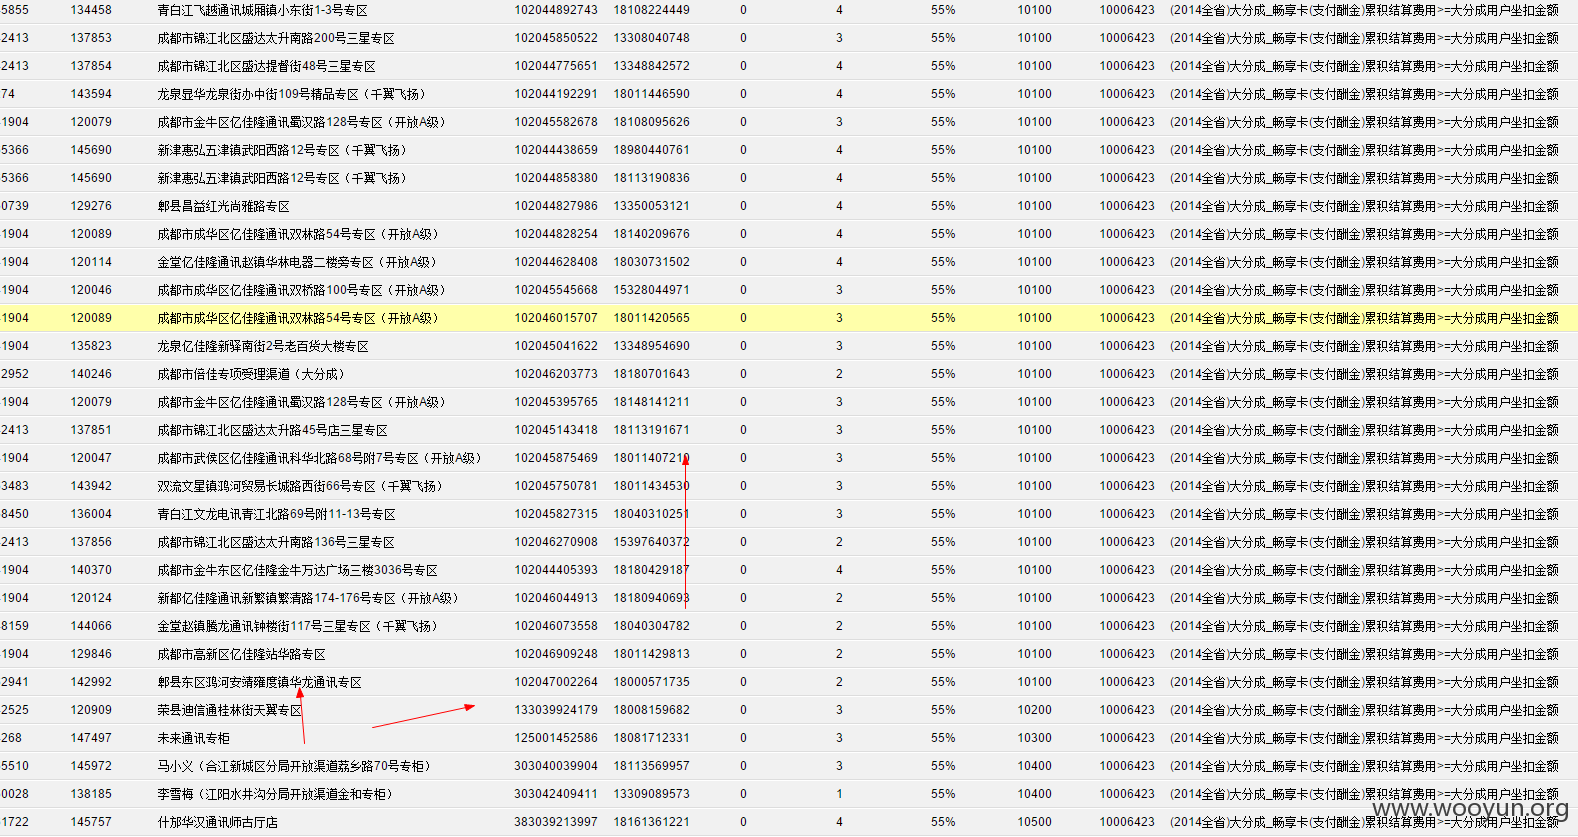 5855 134458 青白江飞越通讯城厢镇小东街1-3号专区 102044892743 18108224449 0 4 55% 10100 10006423 (2014全省)大分成_畅享卡(支付酬金)累积结算费用>=大分成用户坐扣金额
2413 137853 成都市锦江北区盛达太升南路200号三星专区 102045850522 13308040748 0 3 55% 10100 10006423 (2014全省)大分成_畅享卡(支付酬金)累积结算费用>=大分成用户坐扣金额
2413 137854 成都市锦江北区盛达提督街48号三星专区 102044775651 13348842572 0 4 55% 10100 10006423 (2014全省)大分成_畅享卡(支付酬金)累积结算费用>=大分成用户坐扣金额
74 143594 龙泉显华龙泉街办中街109号精品专区（千翼飞扬） 102044192291 18011446590 0 4 55% 10100 10006423 (2014全省)大分成_畅享卡(支付酬金)累积结算费用>=大分成用户坐扣金额
1904 120079 成都市金牛区亿佳隆通讯蜀汉路128号专区（开放A级） 102045582678 18108095626 0 3 55% 10100 10006423 (2014全省)大分成_畅享卡(支付酬金)累积结算费用>=大分成用户坐扣金额
5366 145690 新津惠弘五津镇武阳西路12号专区（千翼飞扬） 102044438659 18980440761 0 4 55% 10100 10006423 (2014全省)大分成_畅享卡(支付酬金)累积结算费用>=大分成用户坐扣金额
5366 145690 新津惠弘五津镇武阳西路12号专区（千翼飞扬） 102044858380 18113190836 0 4 55% 10100 10006423 (2014全省)大分成_畅享卡(支付酬金)累积结算费用>=大分成用户坐扣金额
0739 129276 郫县昌益红光尚雅路专区 102044827986 13350053121 0 4 55% 10100 10006423 (2014全省)大分成_畅享卡(支付酬金)累积结算费用>=大分成用户坐扣金额
1904 120089 成都市成华区亿佳隆通讯双林路54号专区（开放A级） 102044828254 18140209676 0 4 55% 10100 10006423 (2014全省)大分成_畅享卡(支付酬金)累积结算费用>=大分成用户坐扣金额
1904 120114 金堂亿佳隆通讯赵镇华林电器二楼旁专区（开放A级） 102044628408 18030731502 0 4 55% 10100 10006423 (2014全省)大分成_畅享卡(支付酬金)累积结算费用>=大分成用户坐扣金额
1904 120046 成都市成华区亿佳隆通讯双桥路100号专区（开放A级） 102045545668 15328044971 0 3 55% 10100 10006423 (2014全省)大分成_畅享卡(支付酬金)累积结算费用>=大分成用户坐扣金额
1904 120089 成都市成华区亿佳隆通讯双林路54号专区（开放A级） 102046015707 18011420565 0 3 55% 10100 10006423 (2014全省)大分成_畅享卡(支付酬金)累积结算费用>=大分成用户坐扣金额
1904 135823 龙泉亿佳隆新驿南街2号老百货大楼专区 102045041622 13348954690 0 3 55% 10100 10006423 (2014全省)大分成_畅享卡(支付酬金)累积结算费用>=大分成用户坐扣金额
2952 140246 成都市倍佳专项受理渠道（大分成） 102046203773 18180701643 0 2 55% 10100 10006423 (2014全省)大分成_畅享卡(支付酬金)累积结算费用>=大分成用户坐扣金额
1904 120079 成都市金牛区亿佳隆通讯蜀汉路128号专区（开放A级） 102045395765 18148141211 0 3 55% 10100 10006423 (2014全省)大分成_畅享卡(支付酬金)累积结算费用>=大分成用户坐扣金额
2413 137851 成都市锦江北区盛达太升路45号店三星专区 102045143418 18113191671 0 3 55% 10100 10006423 (2014全省)大分成_畅享卡(支付酬金)累积结算费用>=大分成用户坐扣金额
1904 120047 成都市武侯区亿佳隆通讯科华北路68号附7号专区（开放A级） 102045875469 18011407210 0 3 55% 10100 10006423 (2014全省)大分成_畅享卡(支付酬金)累积结算费用>=大分成用户坐扣金额
3483 143942 双流文星镇鸿河贸易长城路西街66号专区（千翼飞扬） 102045750781 18011434530 0 3 55% 10100 10006423 (2014全省)大分成_畅享卡(支付酬金)累积结算费用>=大分成用户坐扣金额
8450 136004 青白江文龙电讯青江北路69号附11-13号专区 102045827315 18040310251 0 3 55% 10100 10006423 (2014全省)大分成_畅享卡(支付酬金)累积结算费用>=大分成用户坐扣金额
2413 137856 成都市锦江北区盛达太升南路136号三星专区 102046270908 15397640372 0 2 55% 10100 10006423 (2014全省)大分成_畅享卡(支付酬金)累积结算费用>=大分成用户坐扣金额
1904 140370 成都市金牛东区亿佳隆金牛万达广场三楼3036号专区 102044405393 18180429187 0 4 55% 10100 10006423 (2014全省)大分成_畅享卡(支付酬金)累积结算费用>=大分成用户坐扣金额
1904 120124 新都亿佳隆通讯新繁镇繁清路174-176号专区（开放A级） 102046044913 18180940693 0 2 55% 10100 10006423 (2014全省)大分成_畅享卡(支付酬金)累积结算费用>=大分成用户坐扣金额
8159 144066 金堂赵镇腾龙通讯钟楼街117号三星专区（千翼飞扬） 102046073558 18040304782 0 2 55% 10100 10006423 (2014全省)大分成_畅享卡(支付酬金)累积结算费用>=大分成用户坐扣金额
1904 129846 成都市高新区亿佳隆站华路专区 102046909248 18011429813 0 2 55% 10100 10006423 (2014全省)大分成_畅享卡(支付酬金)累积结算费用>=大分成用户坐扣金额
2941 142992 郫县东区鸿河安靖雍度镇华龙通讯专区 102047002264 18000571735 0 2 55% 10100 10006423 (2014全省)大分成_畅享卡(支付酬金)累积结算费用>=大分成用户坐扣金额
2525 120909 荣县迪信通桂林街天翼专区 133039924179 18008159682 0 3 55% 10200 10006423 (2014全省)大分成_畅享卡(支付酬金)累积结算费用>=大分成用户坐扣金额
268 147497 未来通讯专柜 125001452586 18081712331 0 3 55% 10300 10006423 (2014全省)大分成_畅享卡(支付酬金)累积结算费用>=大分成用户坐扣金额
5510 145972 马小义（合江新城区分局开放渠道荔乡路70号专柜） 303040039904 18113569957 0 3 55% 10400 10006423 (2014全省)大分成_畅享卡(支付酬金)累积结算费用>=大分成用户坐扣金额
0028 138185 李雪梅（江阳水井沟分局开放渠道金和专柜） 303042409411 13309089573 0 1 55% 10400 10006423 (2014全省)大分成_畅享卡(支付酬金)累积结算费用>=大分成用户坐扣金额
1722 145757 什邡华汉通讯师古厅店 383039213997 18161361221 0 4 55% 10500 10006423 (2014全省)大分成_畅享卡(支付酬金)累积结算费用>=大分成用户坐扣金额
www.wooyun.org